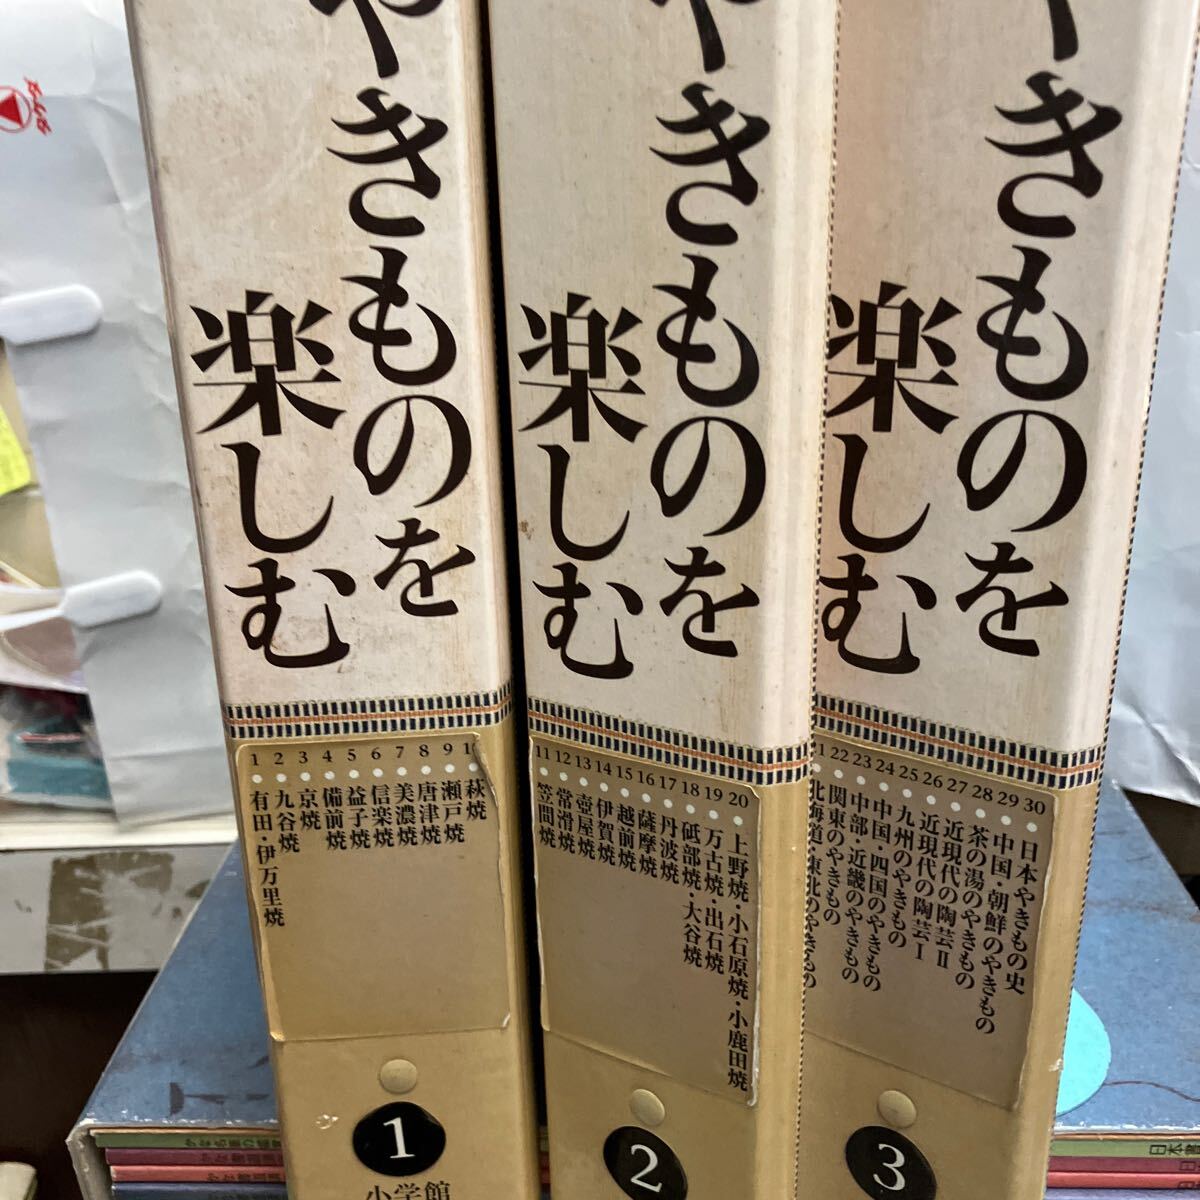 やきものを
楽しむ
1 有田・伊万里焼
2 九谷焼
3 京焼
4 備前焼
5 益子焼
6 信楽焼
7 美濃焼
8 唐津焼
9 瀬戸焼
萩焼
1
小学館
やきものを
楽しむ
11 笠間焼
12 常滑焼
13 壺屋焼
14 伊賀焼
15 越前焼
16 薩摩焼
17 丹波焼
18 砥部焼・大谷焼
19 万古焼・出石焼
20 上野焼・小石原焼・小鹿田焼
2
やきものを
楽しむ
21 北海道・東北のやきもの
22 関東のやきもの
23 中部・近畿のやきもの
24 中国・四国のやきもの
25 九州のやきもの
26 近現代の陶芸Ⅰ
27 近現代の陶芸Ⅱ
28 茶の湯のやきもの
29 中国・朝鮮のやきもの
30 日本やきもの史
3